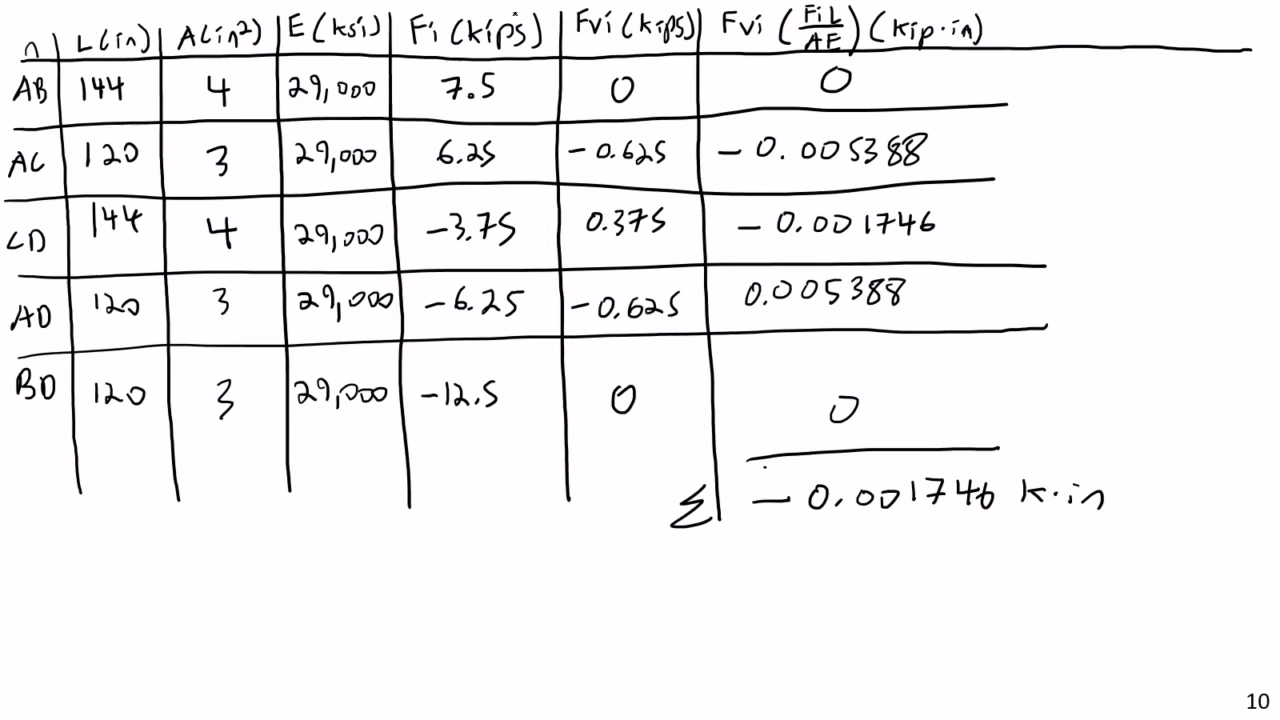 n L(in) A(in²) E(ksi) Fi(kips) Fvi(kips) Fvi(FiL/AE)(kip·in)
AB 144 4 29,000 7.5 0 0
AC 120 3 29,000 6.25 -0.625 -0.005388
CD 144 4 29,000 -3.75 0.375 -0.001746
AD 120 3 29,000 -6.25 -0.625 0.005388
BD 120 3 29,000 -12.5 0 0
Σ -0.001746 k·in
10